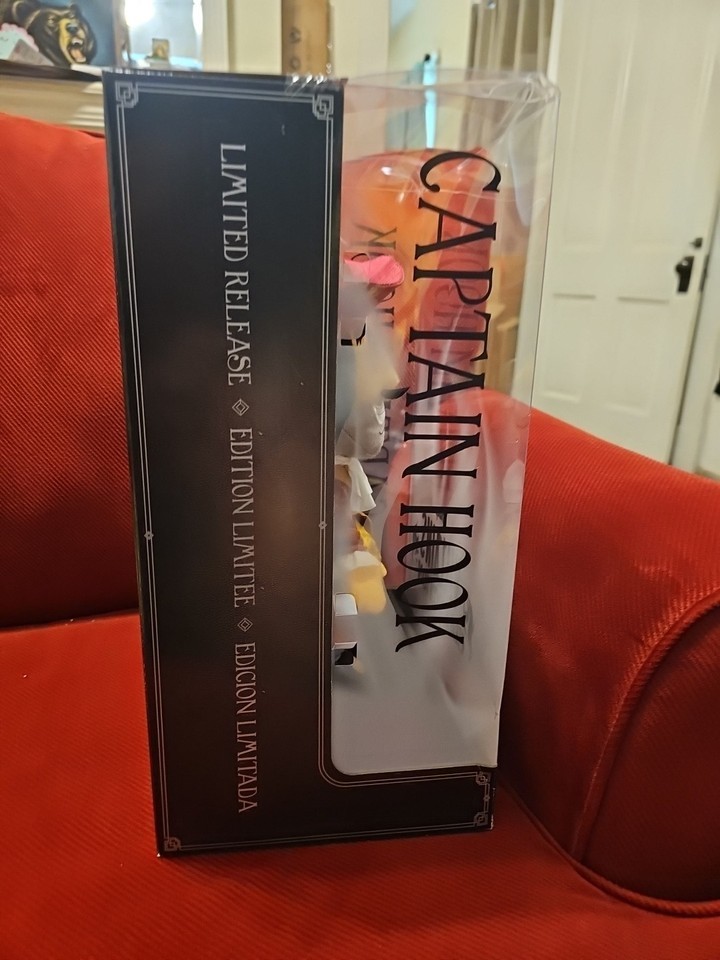 LIMITED RELEASE ÉDITION LIMITÉE EDICIÓN LIMITADA
CAPTAIN HOOK